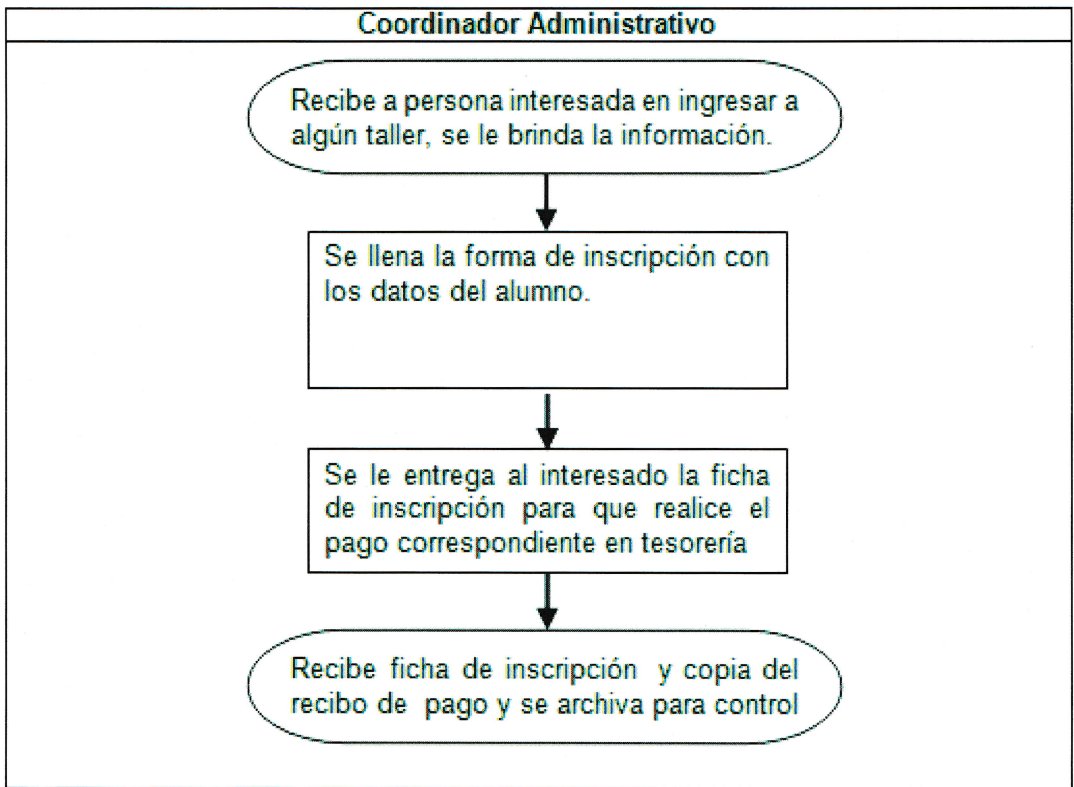 Coordinador Administrativo
Recibe a persona interesada en ingresar a
algún taller, se le brinda la información.
Se llena la forma de inscripción con
los datos del alumno.
Se le entrega al interesado la ficha
de inscripción para que realice el
pago correspondiente en tesorería
Recibe ficha de inscripción y copia del
recibo de pago y se archiva para control